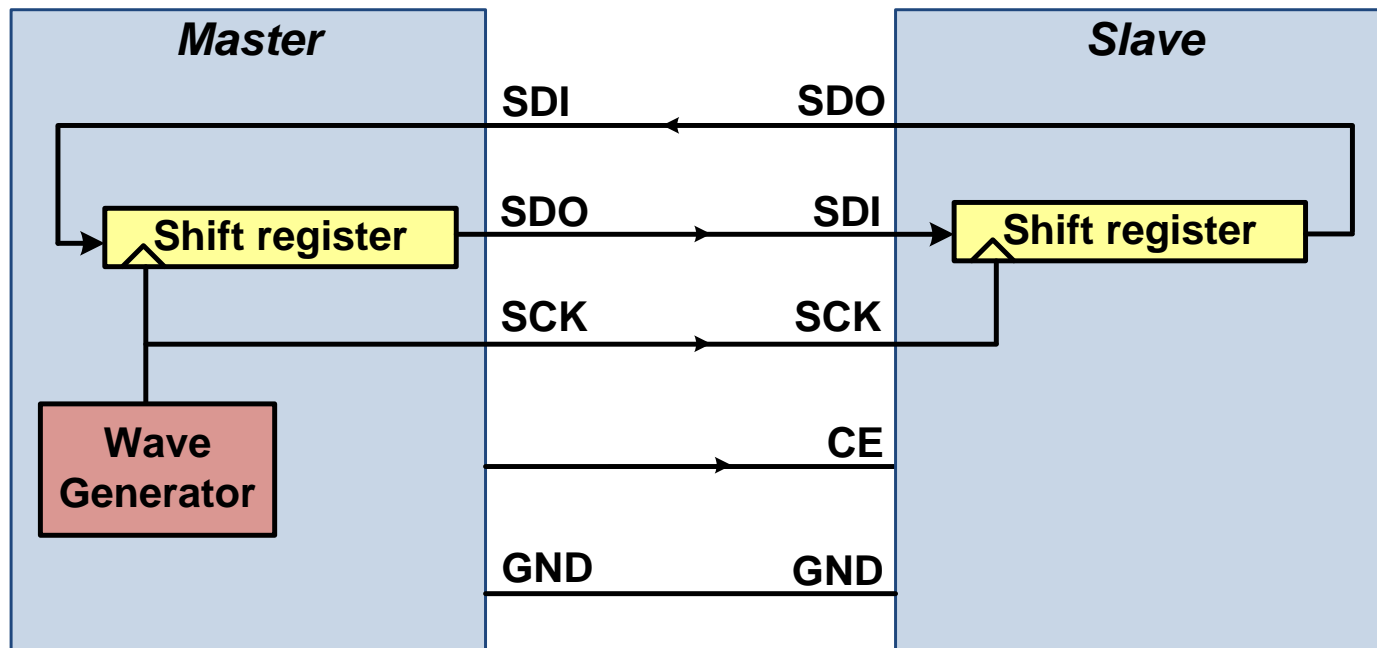 Master
Slave
SDI
SDO
SDO
SDI
Shift register
Shift register
SCK
SCK
Wave
Generator
CE
GND
GND